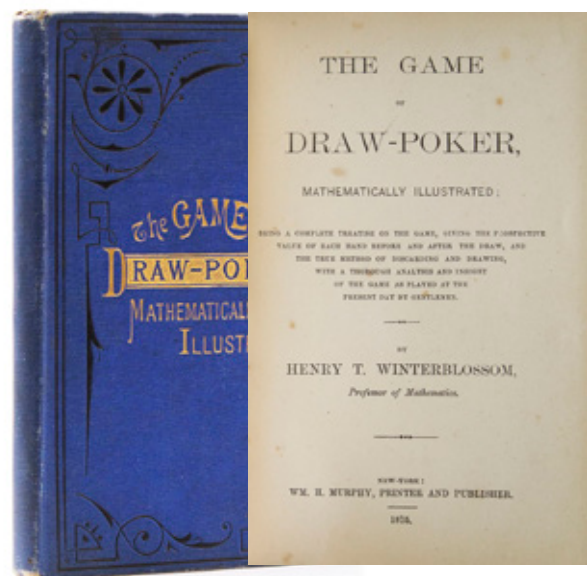 The GAME
DRAW-PO
MATHEMATICAL
ILLUST
THE GAME
OF
DRAW-POKER,
MATHEMATICALLY ILLUSTRATED:
BEING A COMPLETE TREATISE ON THE GAME, GIVING THE PROSPECTIVE
VALUE OF EACH HAND BEFORE AND AFTER THE DRAW, AND
THE TRUE METHOD OF DISCARDING AND DRAWING,
WITH A THOROUGH ANALYSIS AND INSIGHT
OF THE GAME AS PLAYED AT THE
PRESENT DAY BY GENTLEMEN.
BY
HENRY T. WINTERBLOSSOM,
Professor of Mathematics.
NEW-YORK:
WM. H. MURPHY, PRINTER AND PUBLISHER.